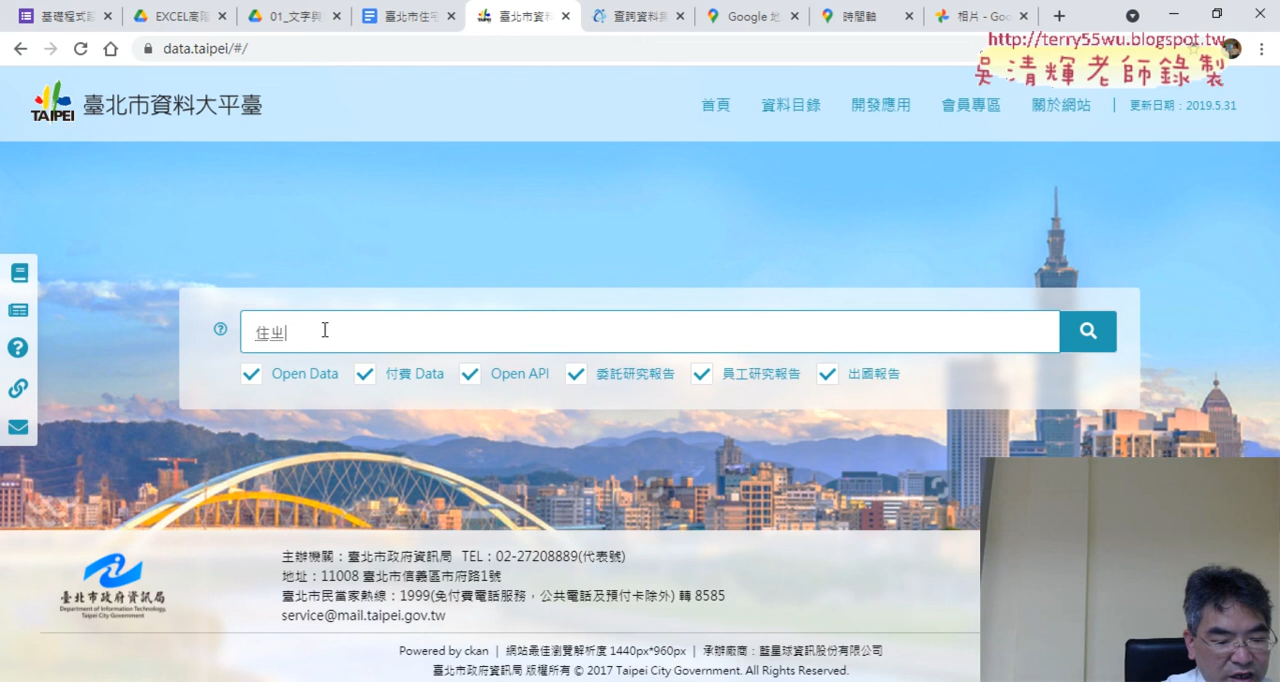 基礎程式設
EXCEL高階
01_文字與
臺北市住宅
臺北市資料
查詢資料集
Google 地
時間軸
相片 - Goo
data.taipei/#/
http://terry55wu.blogspot.tw
吳清輝老師錄製
TAIPEI 臺北市資料大平臺
首頁 資料目錄 開發應用 會員專區 關於網站 | 更新日期：2019.5.31
住ㄓ
Open Data 付費 Data Open API 委託研究報告 員工研究報告 出國報告
臺北市政府資訊局
Department of Information Technology,
Taipei City Government
主辦機關：臺北市政府資訊局 TEL：02-27208889(代表號)
地址：11008 臺北市信義區市府路1號
臺北市民當家熱線：1999(免付費電話服務，公共電話及預付卡除外) 轉 8585
service@mail.taipei.gov.tw
Powered by ckan | 網站最佳瀏覽解析度 1440px*960px | 承辦廠商：藍星球資訊股份有限公司
臺北市政府資訊局 版權所有 © 2017 Taipei City Government. All Rights Reserved.